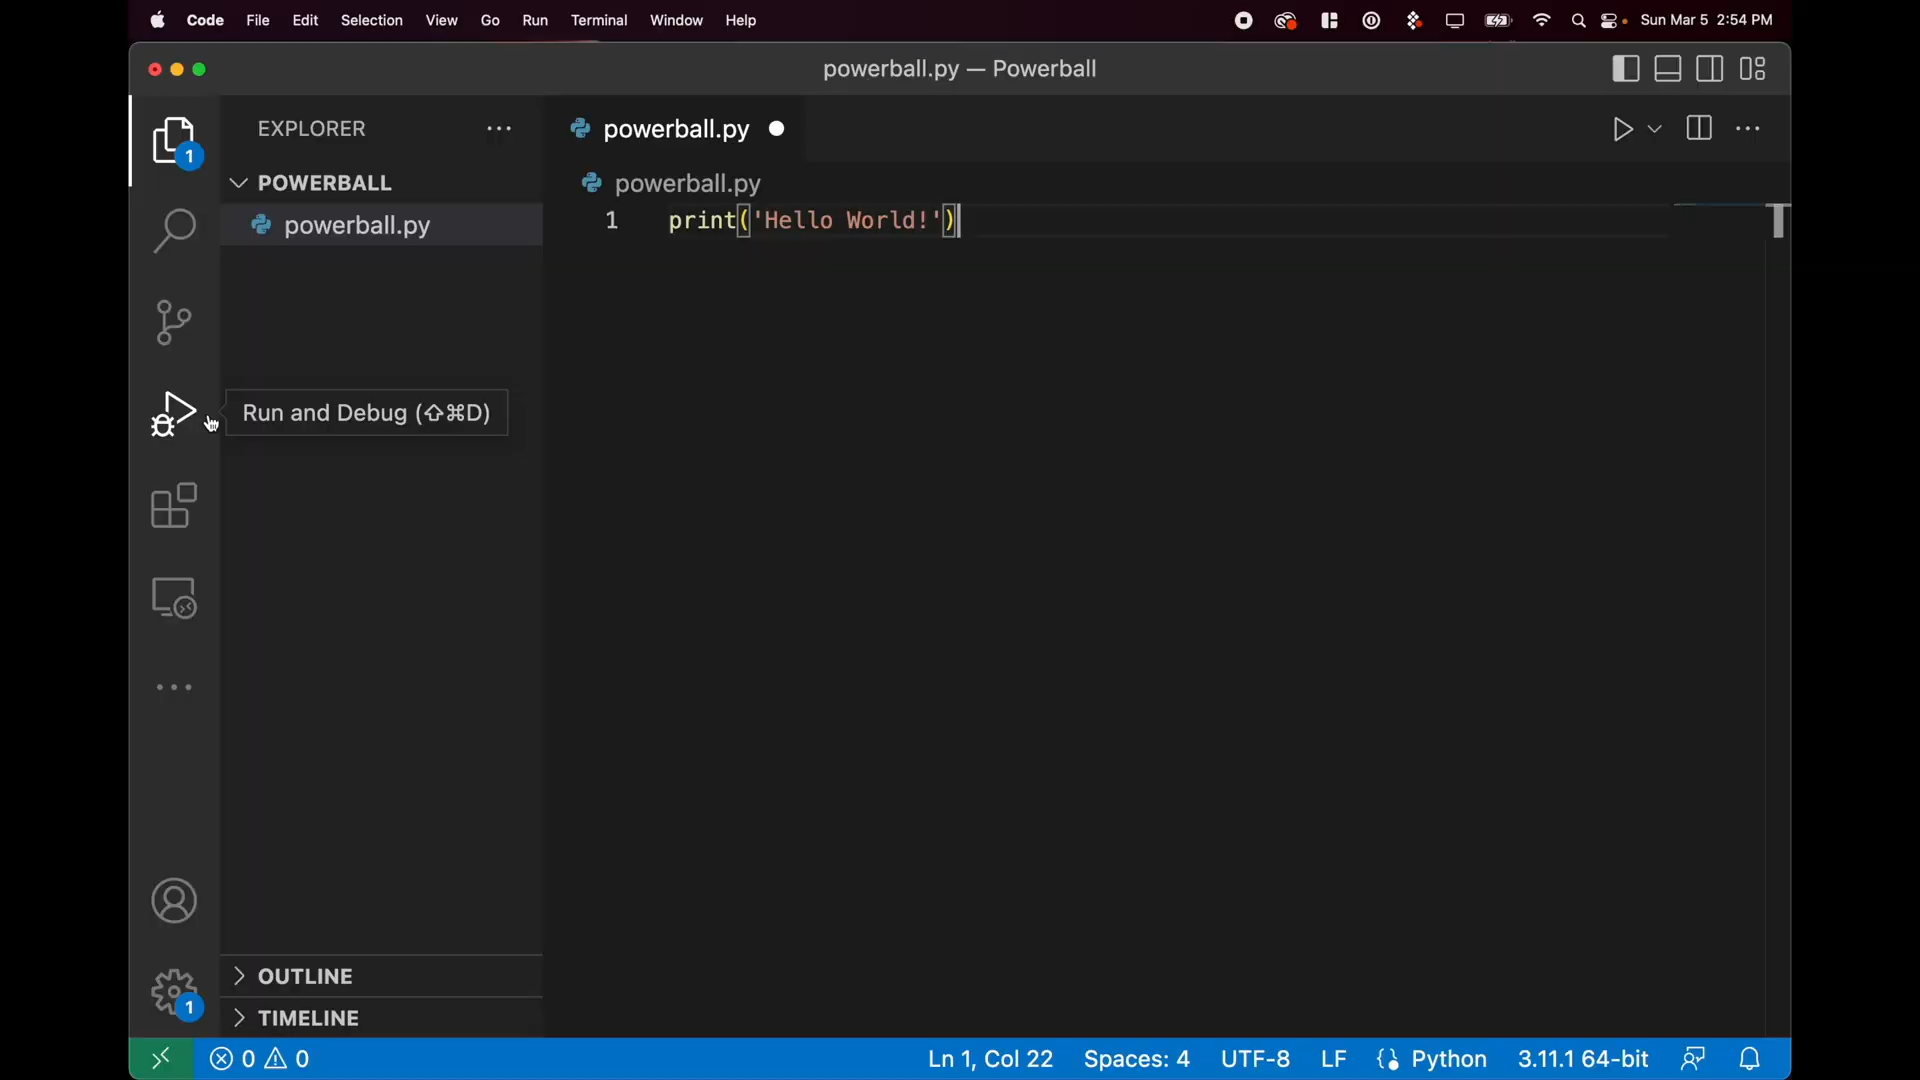 Code File Edit Selection View Go Run Terminal Window Help Sun Mar 5 2:54 PM
powerball.py — Powerball
EXPLORER
powerball.py
1
POWERBALL
powerball.py
powerball.py
1 print('Hello World!')
Run and Debug (⇧⌘D)
OUTLINE
1
TIMELINE
0 0 Ln 1, Col 22 Spaces: 4 UTF-8 LF Python 3.11.1 64-bit